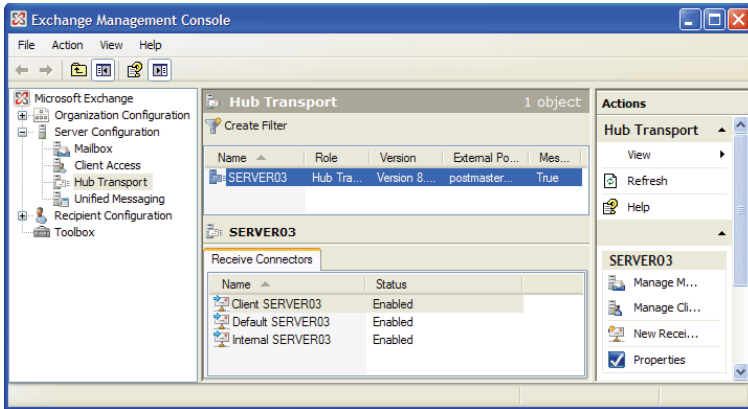 Exchange Management Console
File Action View Help
Microsoft Exchange
Organization Configuration
Server Configuration
Mailbox
Client Access
Hub Transport
Unified Messaging
Recipient Configuration
Toolbox
Hub Transport 1 object
Create Filter
Name Role Version External Po... Mes...
SERVER03 Hub Tra... Version 8.... postmaster... True
SERVER03
Receive Connectors
Name Status
Client SERVER03 Enabled
Default SERVER03 Enabled
Internal SERVER03 Enabled
Actions
Hub Transport
View
Refresh
Help
SERVER03
Manage M...
Manage Cli...
New Recei...
Properties